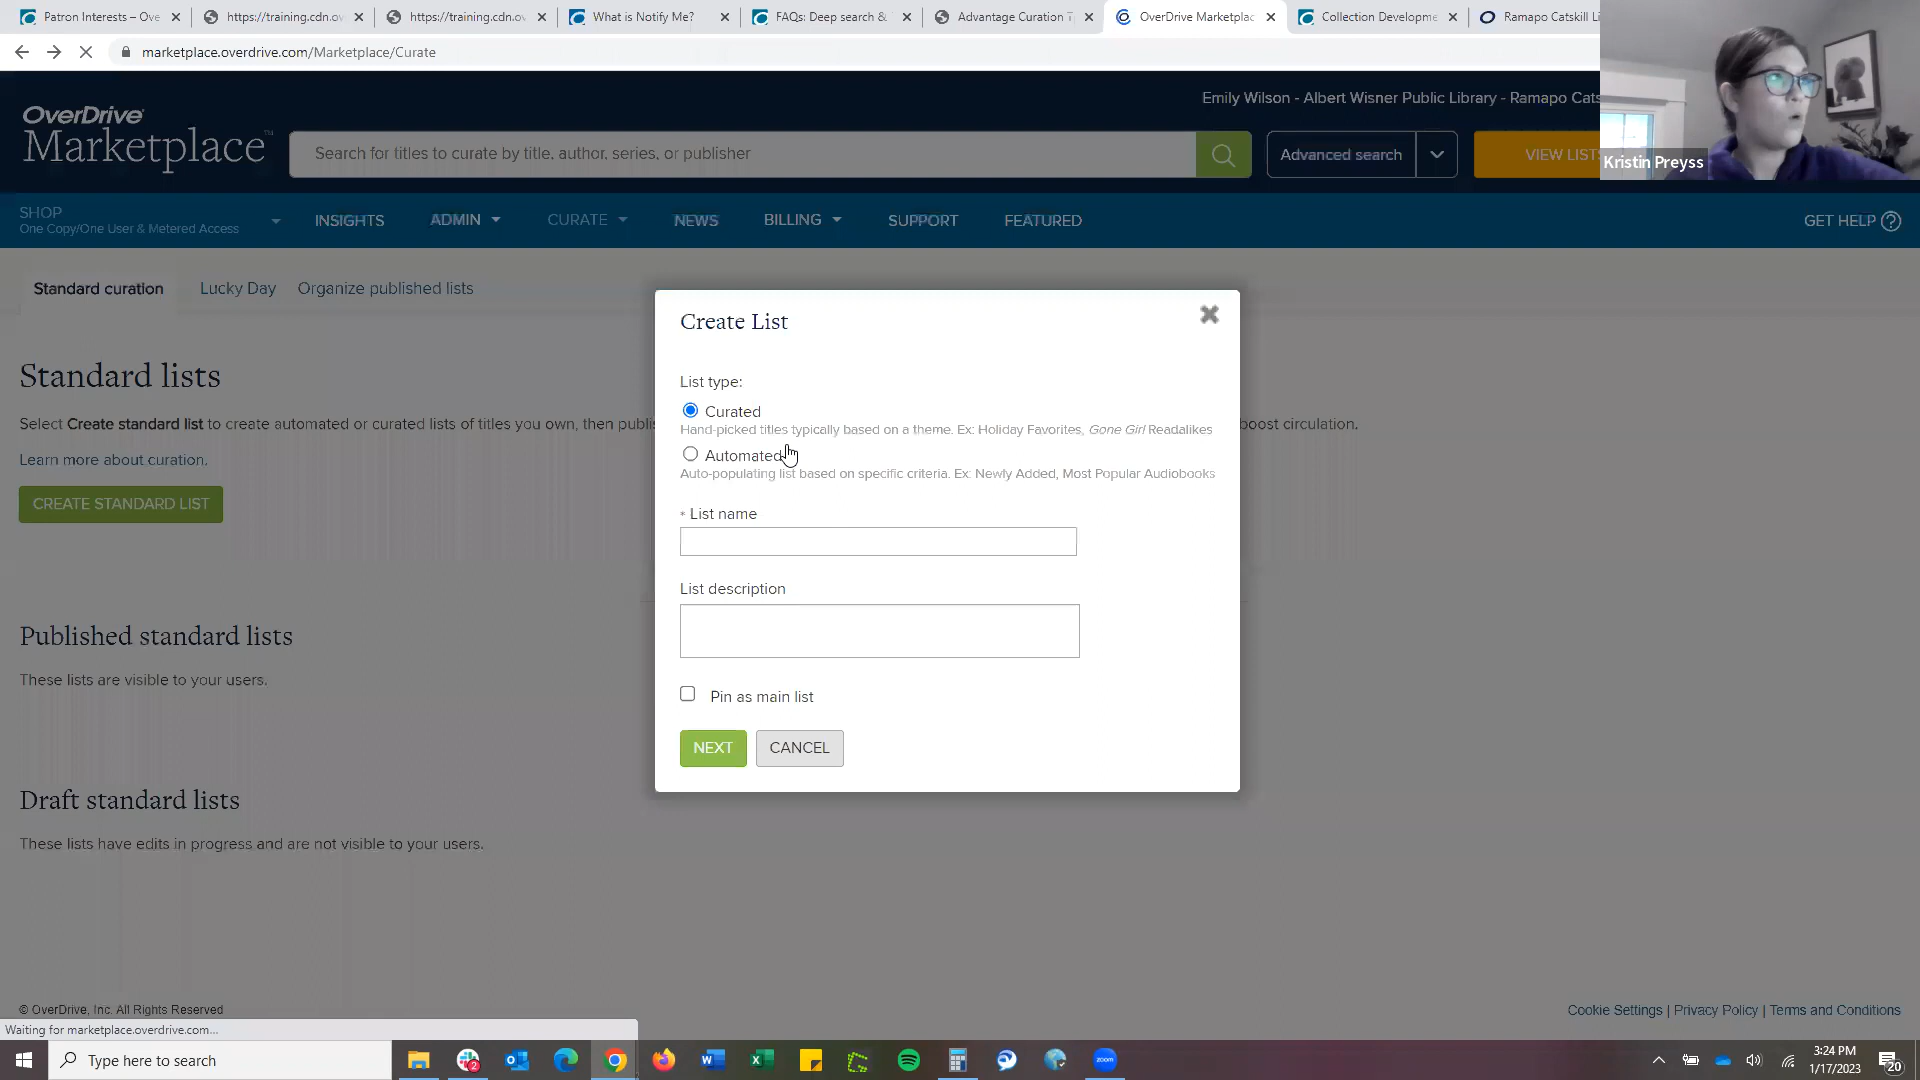 Patron Interests – Ove
https://training.cdn.ov
https://training.cdn.ov
What is Notify Me?
FAQs: Deep search &
Advantage Curation T
OverDrive Marketplac
Collection Developme
Ramapo Catskill Li
marketplace.overdrive.com/Marketplace/Curate
Emily Wilson - Albert Wisner Public Library - Ramapo Cats
OverDrive
Marketplace™
Search for titles to curate by title, author, series, or publisher
Advanced search
VIEW LIST
Kristin Preyss
SHOP
One Copy/One User & Metered Access
INSIGHTS
ADMIN
CURATE
NEWS
BILLING
SUPPORT
FEATURED
GET HELP ?
Standard curation
Lucky Day
Organize published lists
Standard lists
Select Create standard list to create automated or curated lists of titles you own, then publis
boost circulation.
Learn more about curation.
CREATE STANDARD LIST
Published standard lists
These lists are visible to your users.
Draft standard lists
These lists have edits in progress and are not visible to your users.
Create List
List type:
Curated
Hand-picked titles typically based on a theme. Ex: Holiday Favorites, Gone Girl Readalikes
Automated
Auto-populating list based on specific criteria. Ex: Newly Added, Most Popular Audiobooks
* List name
List description
Pin as main list
NEXT
CANCEL
© OverDrive, Inc. All Rights Reserved
Cookie Settings | Privacy Policy | Terms and Conditions
Waiting for marketplace.overdrive.com...
Type here to search
2
zoom
3:24 PM
1/17/2023
20